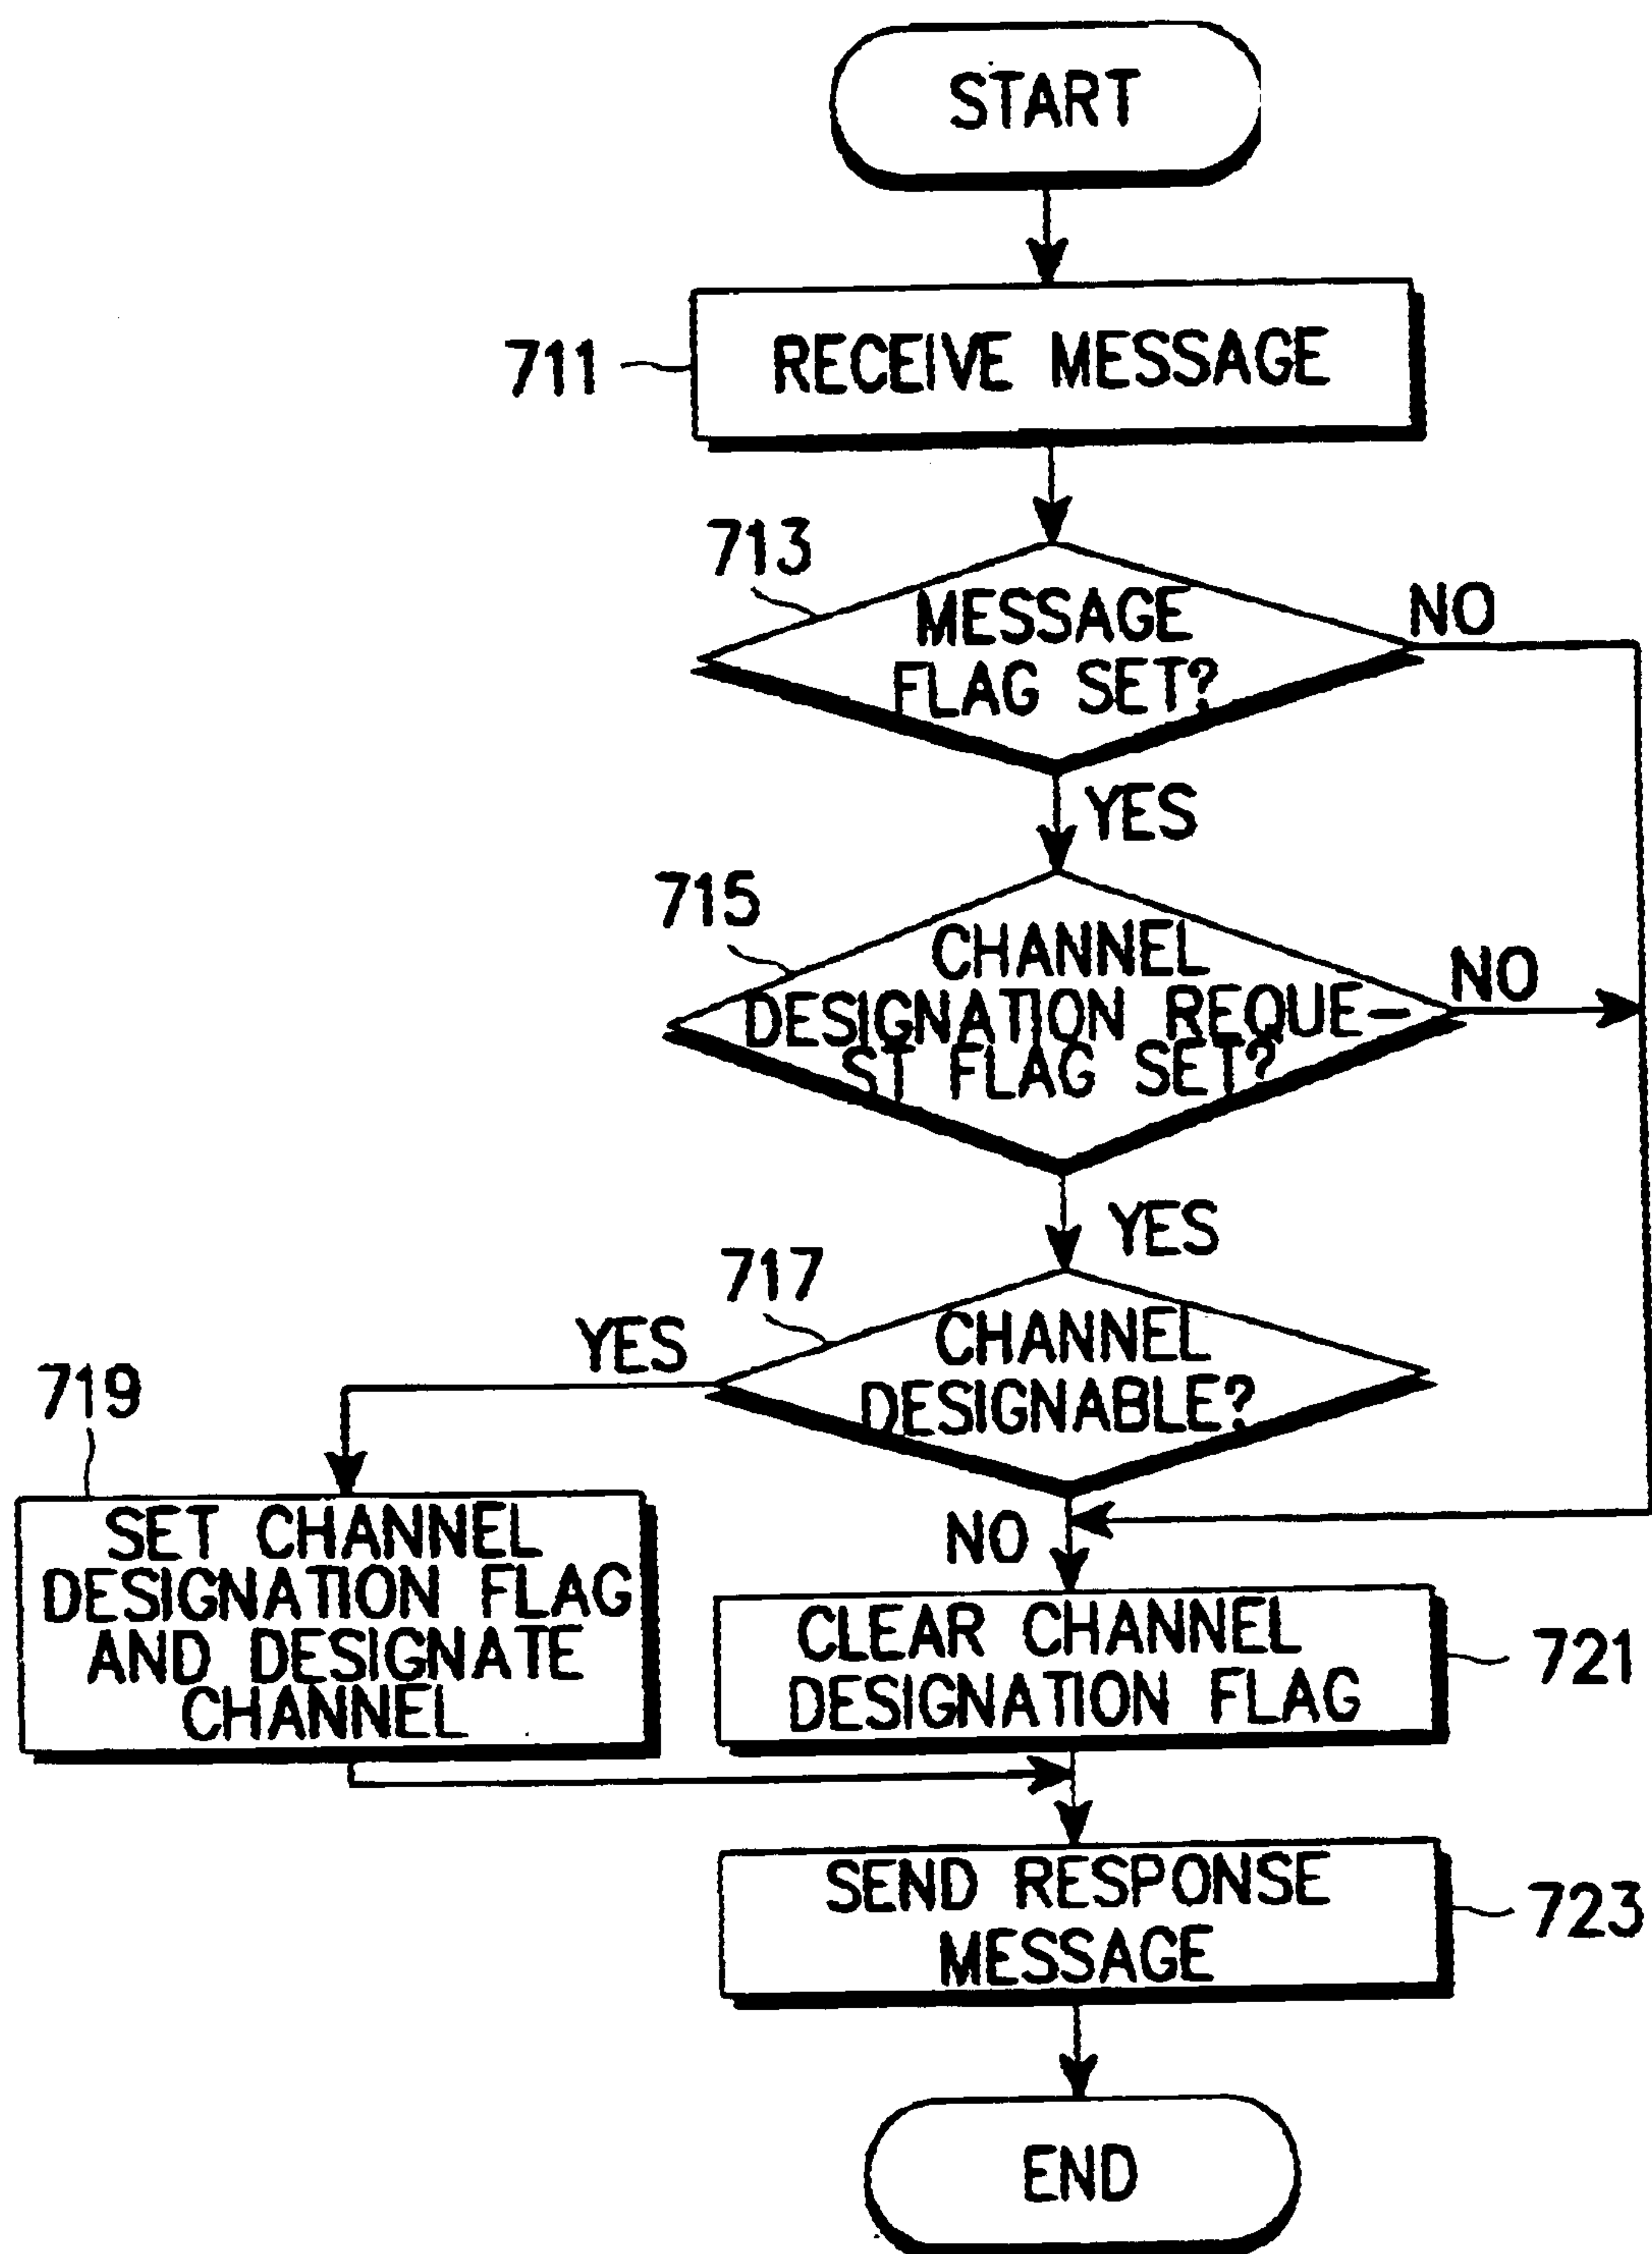 START
711
RECEIVE MESSAGE
713
MESSAGE
FLAG SET?
NO
YES
715
CHANNEL
DESIGNATION REQUE-
ST FLAG SET?
NO
YES
717
CHANNEL
DESIGNABLE?
YES
NO
719
SET CHANNEL
DESIGNATION FLAG
AND DESIGNATE
CHANNEL
CLEAR CHANNEL
DESIGNATION FLAG
721
SEND RESPONSE
MESSAGE
723
END